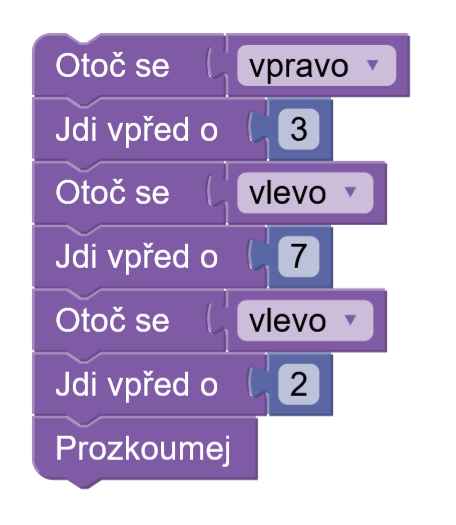 Otoč se vpravo
Jdi vpřed o 3
Otoč se vlevo
Jdi vpřed o 7
Otoč se vlevo
Jdi vpřed o 2
Prozkoumej